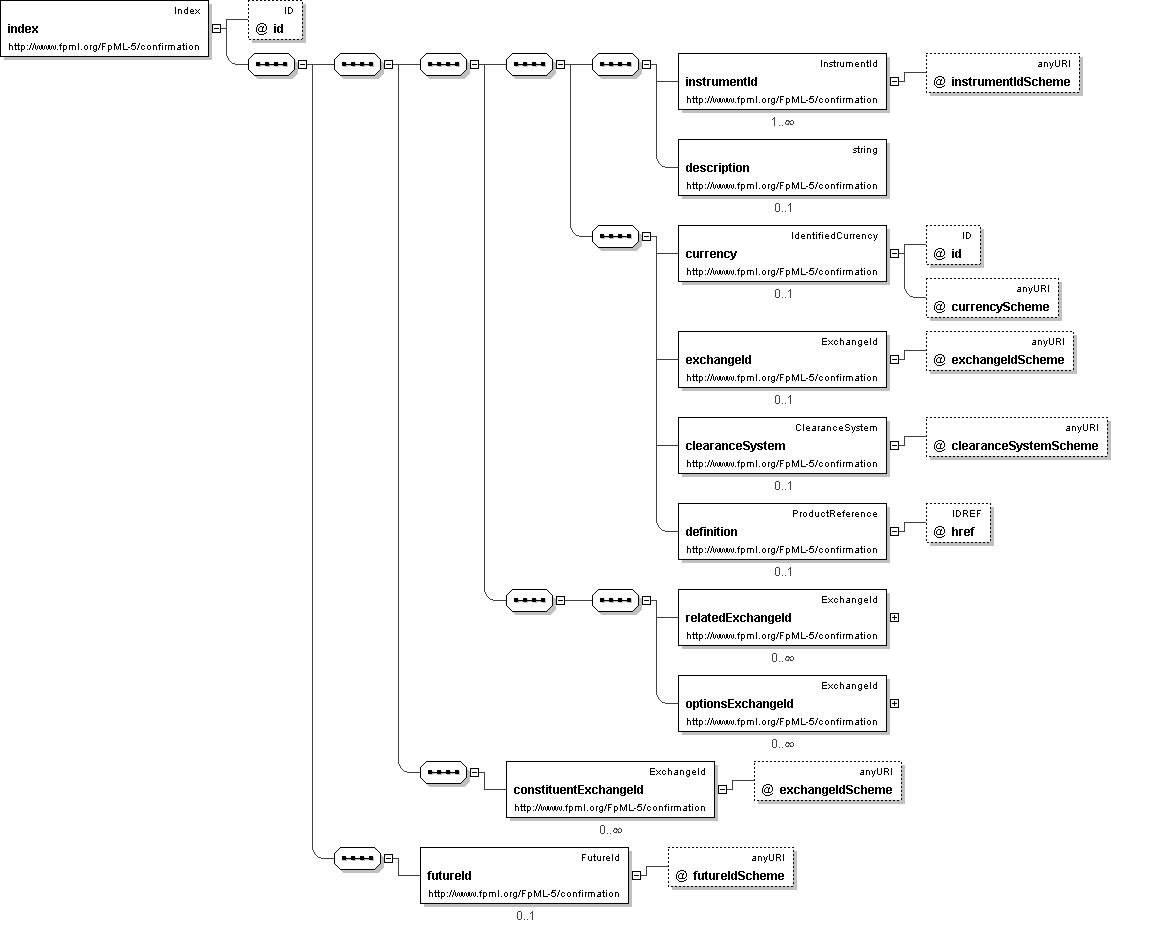 Index
index
http://www.fpml.org/FpML-5/confirmation
ID
@ id
InstrumentId
instrumentId
http://www.fpml.org/FpML-5/confirmation
1..∞
anyURI
@ instrumentIdScheme
string
description
http://www.fpml.org/FpML-5/confirmation
0..1
IdentifiedCurrency
currency
http://www.fpml.org/FpML-5/confirmation
0..1
ID
@ id
anyURI
@ currencyScheme
ExchangeId
exchangeId
http://www.fpml.org/FpML-5/confirmation
0..1
anyURI
@ exchangeIdScheme
ClearanceSystem
clearanceSystem
http://www.fpml.org/FpML-5/confirmation
0..1
anyURI
@ clearanceSystemScheme
ProductReference
definition
http://www.fpml.org/FpML-5/confirmation
0..1
IDREF
@ href
ExchangeId
relatedExchangeId
http://www.fpml.org/FpML-5/confirmation
0..∞
ExchangeId
optionsExchangeId
http://www.fpml.org/FpML-5/confirmation
0..∞
ExchangeId
constituentExchangeId
http://www.fpml.org/FpML-5/confirmation
0..∞
anyURI
@ exchangeIdScheme
FutureId
futureId
http://www.fpml.org/FpML-5/confirmation
0..1
anyURI
@ futureIdScheme